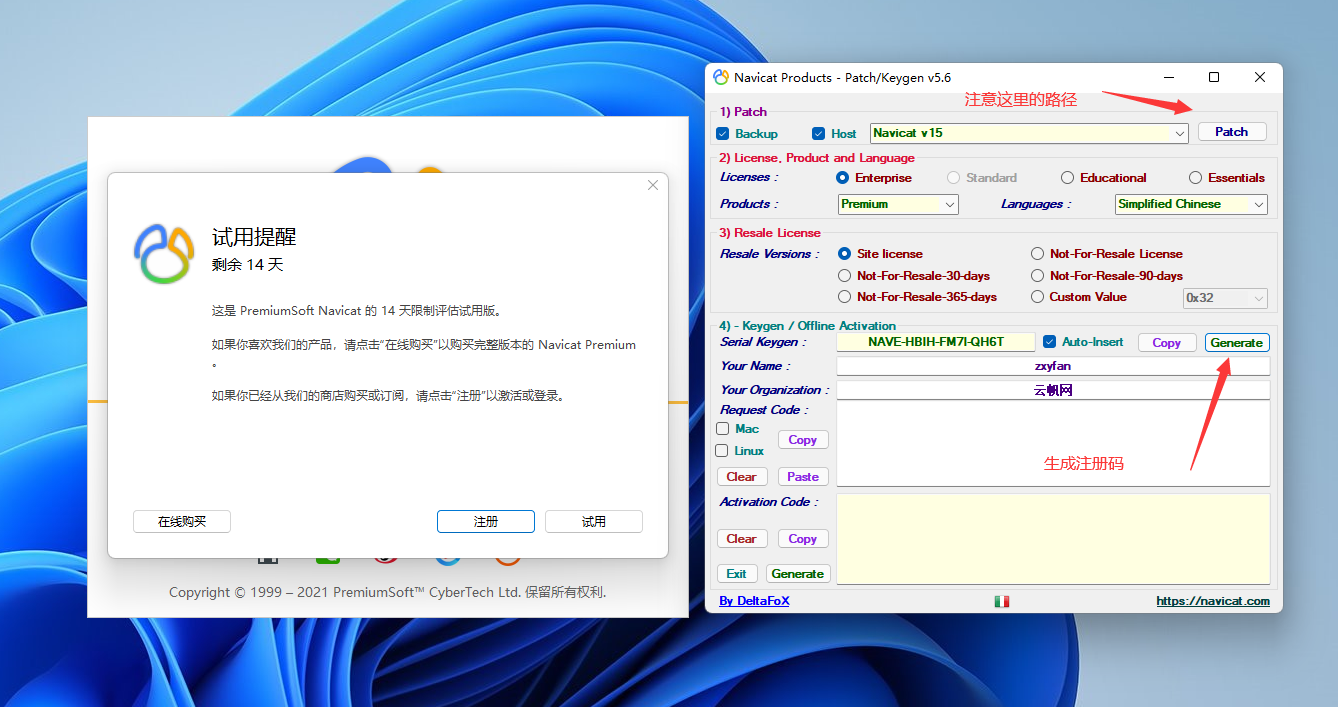 试用提醒
剩余 14 天
这是 PremiumSoft Navicat 的 14 天限制评估试用版。
如果你喜欢我们的产品，请点击“在线购买”以购买完整版本的 Navicat Premium
。
如果你已经从我们的商店购买或订阅，请点击“注册”以激活或登录。
在线购买
注册
试用
Copyright © 1999 – 2021 PremiumSoft™ CyberTech Ltd. 保留所有权利.
Navicat Products - Patch/Keygen v5.6
注意这里的路径
1) Patch
Backup
Host
Navicat v15
Patch
2) License, Product and Language
Licenses :
Enterprise
Standard
Educational
Essentials
Products :
Premium
Languages :
Simplified Chinese
3) Resale License
Resale Versions :
Site license
Not-For-Resale License
Not-For-Resale-30-days
Not-For-Resale-90-days
Not-For-Resale-365-days
Custom Value
0x32
4) - Keygen / Offline Activation
Serial Keygen :
NAVE-HBIH-FM7I-QH6T
Auto-Insert
Copy
Generate
Your Name :
zxyfan
Your Organization :
云帆网
Request Code :
Mac
Linux
Copy
生成注册码
Clear
Paste
Activation Code :
Clear
Copy
Exit
Generate
By DeltaFoX
https://navicat.com